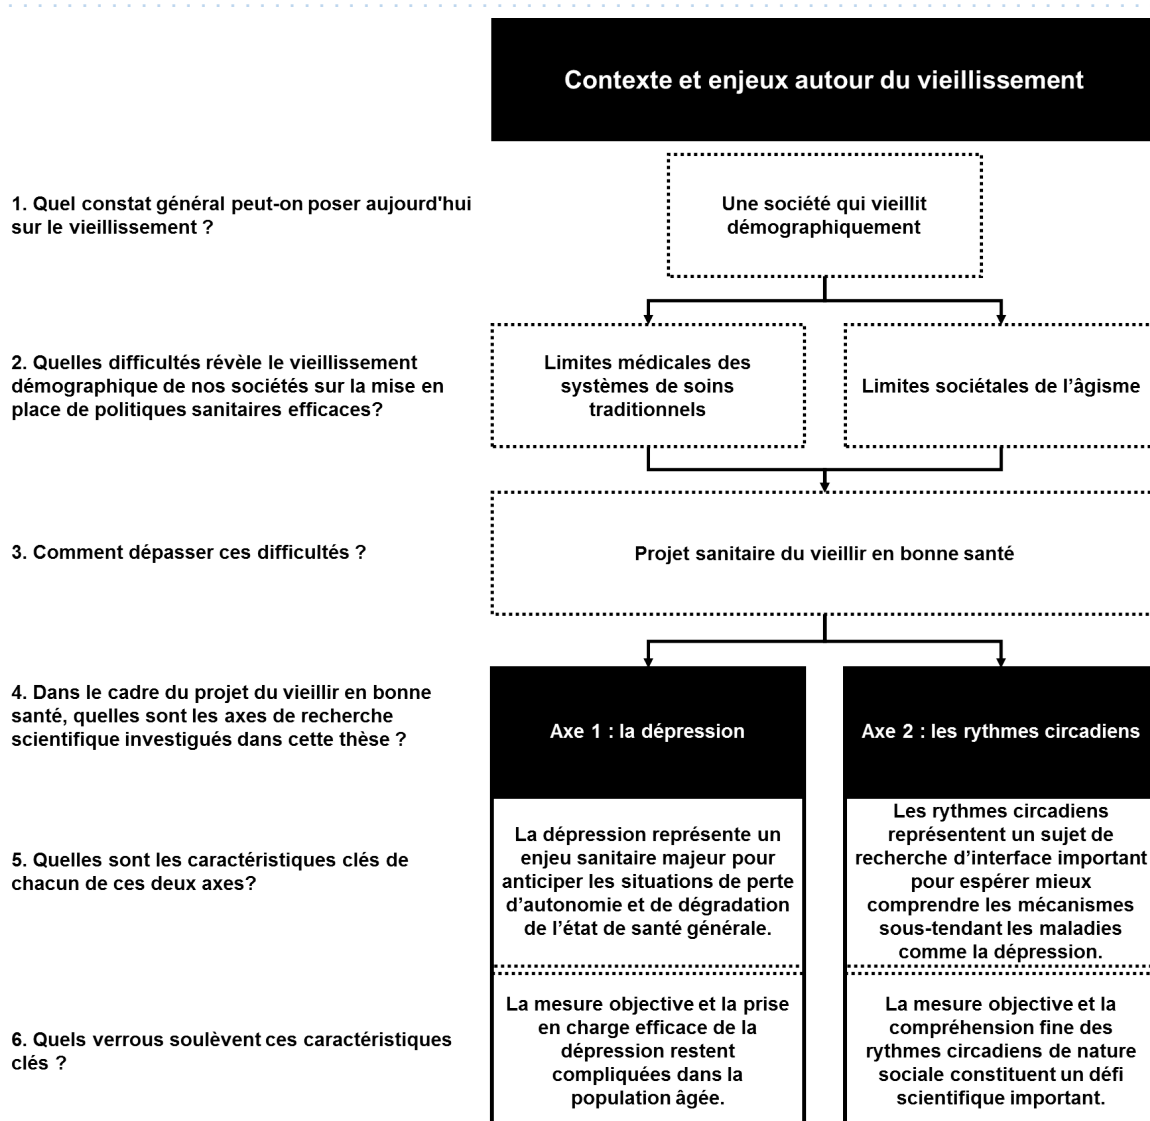 Contexte et enjeux autour du vieillissement
1. Quel constat général peut-on poser aujourd'hui
sur le vieillissement ?
Une société qui vieillit
démographiquement
2. Quelles difficultés révèle le vieillissement
démographique de nos sociétés sur la mise en
place de politiques sanitaires efficaces?
Limites médicales des
systèmes de soins
traditionnels
Limites sociétales de l’âgisme
3. Comment dépasser ces difficultés ?
Projet sanitaire du vieillir en bonne santé
4. Dans le cadre du projet du vieillir en bonne
santé, quelles sont les axes de recherche
scientifique investigués dans cette thèse ?
Axe 1 : la dépression
Axe 2 : les rythmes circadiens
5. Quelles sont les caractéristiques clés de
chacun de ces deux axes?
La dépression représente un
enjeu sanitaire majeur pour
anticiper les situations de perte
d’autonomie et de dégradation
de l’état de santé générale.
Les rythmes circadiens
représentent un sujet de
recherche d’interface important
pour espérer mieux
comprendre les mécanismes
sous-tendant les maladies
comme la dépression.
6. Quels verrous soulèvent ces caractéristiques
clés ?
La mesure objective et la prise
en charge efficace de la
dépression restent
compliquées dans la
population âgée.
La mesure objective et la
compréhension fine des
rythmes circadiens de nature
sociale constituent un défi
scientifique important.